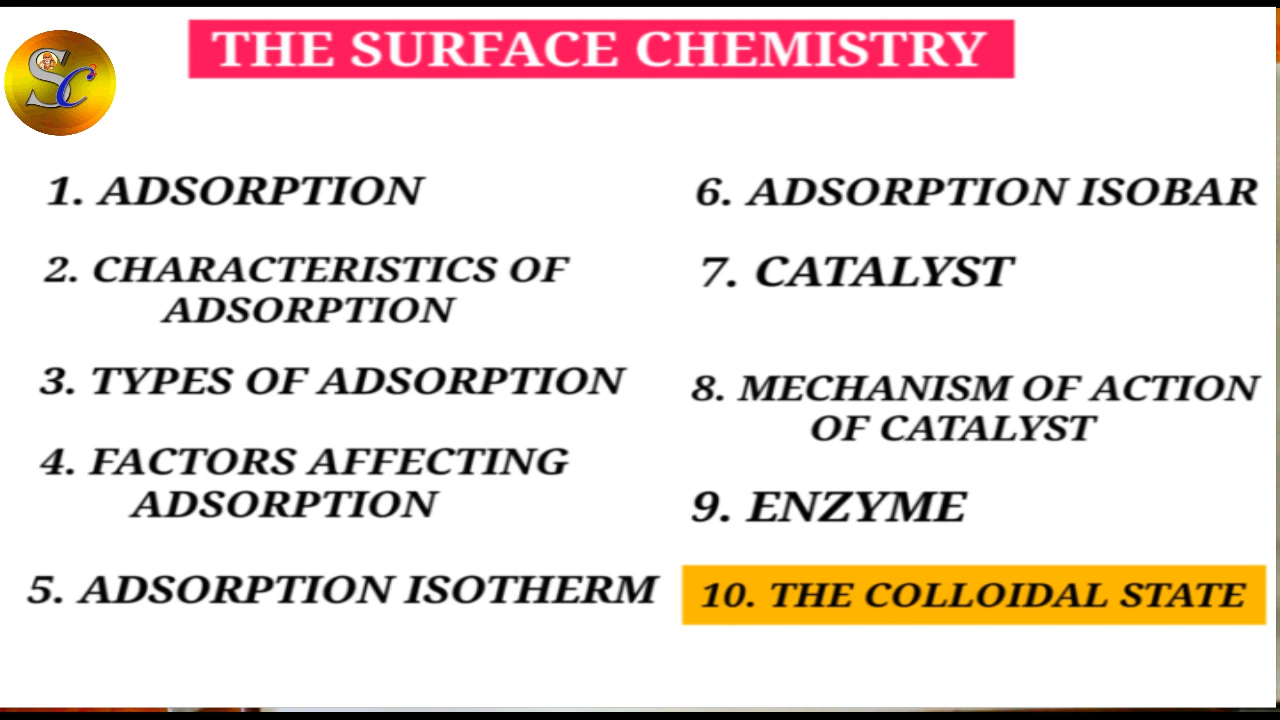 THE SURFACE CHEMISTRY
SC
1. ADSORPTION
2. CHARACTERISTICS OF
ADSORPTION
3. TYPES OF ADSORPTION
4. FACTORS AFFECTING
ADSORPTION
5. ADSORPTION ISOTHERM
6. ADSORPTION ISOBAR
7. CATALYST
8. MECHANISM OF ACTION
OF CATALYST
9. ENZYME
10. THE COLLOIDAL STATE